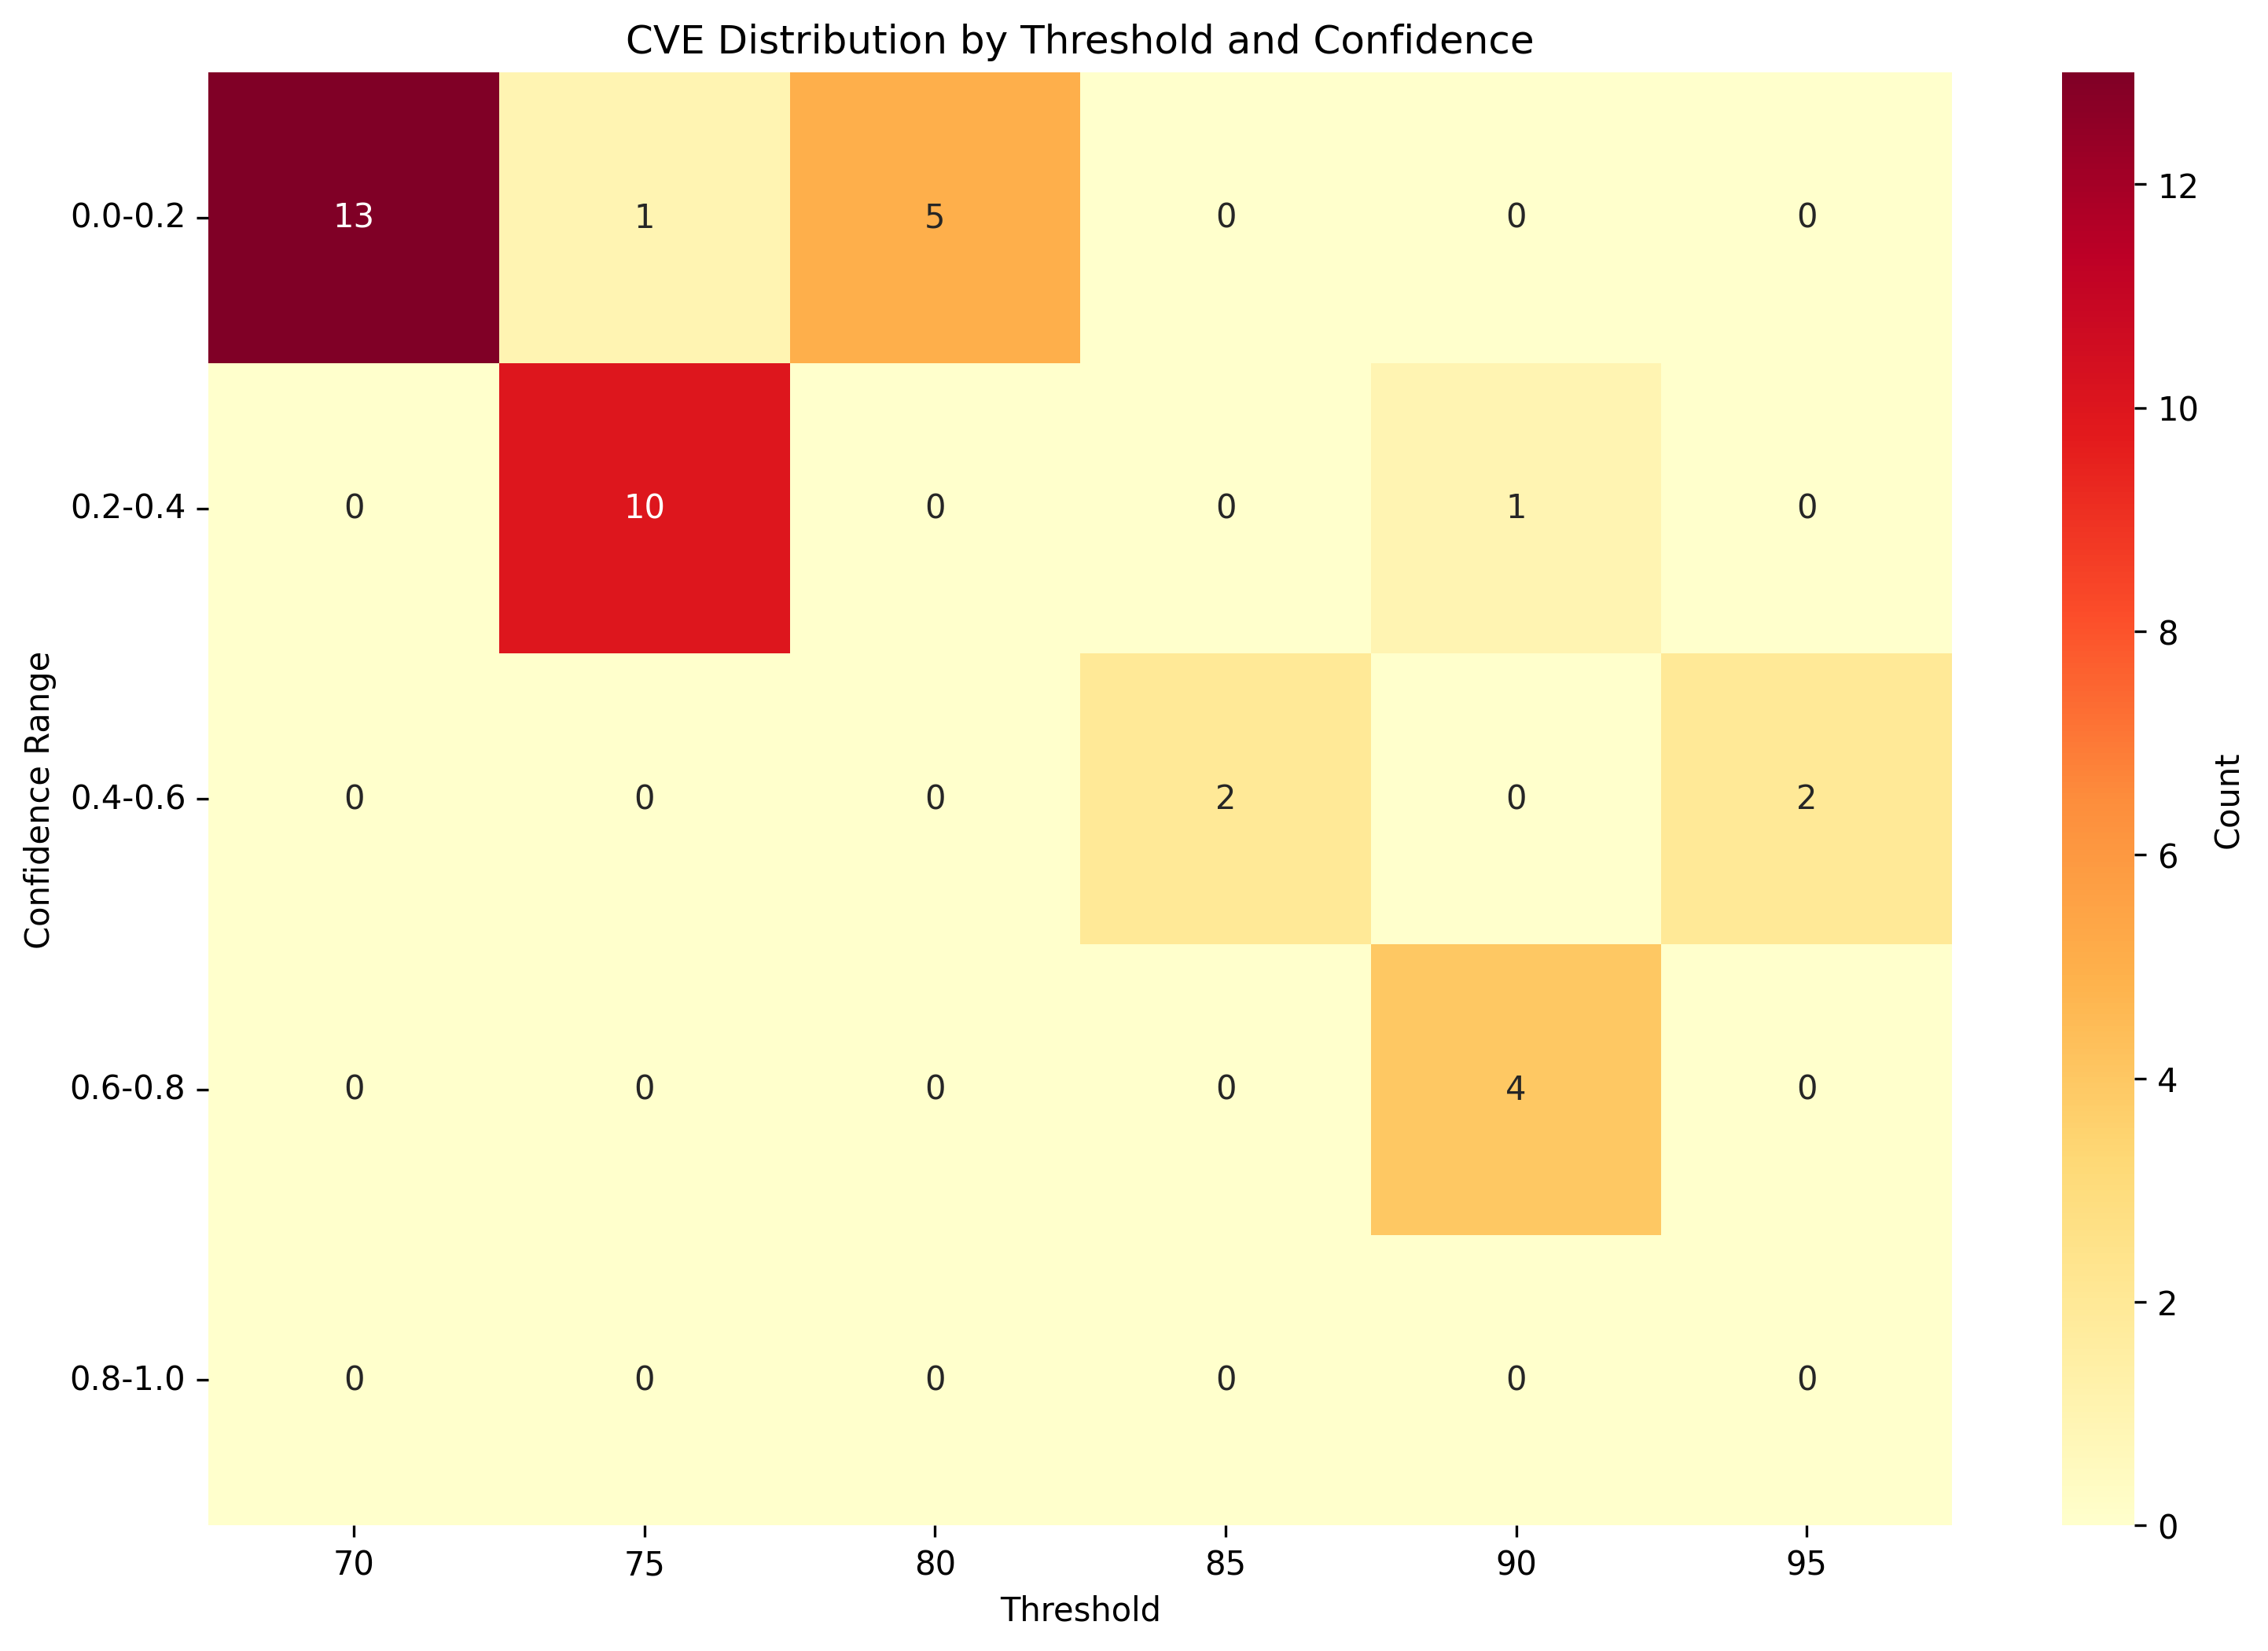 CVE Distribution by Threshold and Confidence
Confidence Range
0.0-0.2 13 1 5 0 0 0
0.2-0.4 0 10 0 0 1 0
0.4-0.6 0 0 0 2 0 2
0.6-0.8 0 0 0 0 4 0
0.8-1.0 0 0 0 0 0 0
70 75 80 85 90 95
Threshold
12
10
8
6
4
2
0
Count